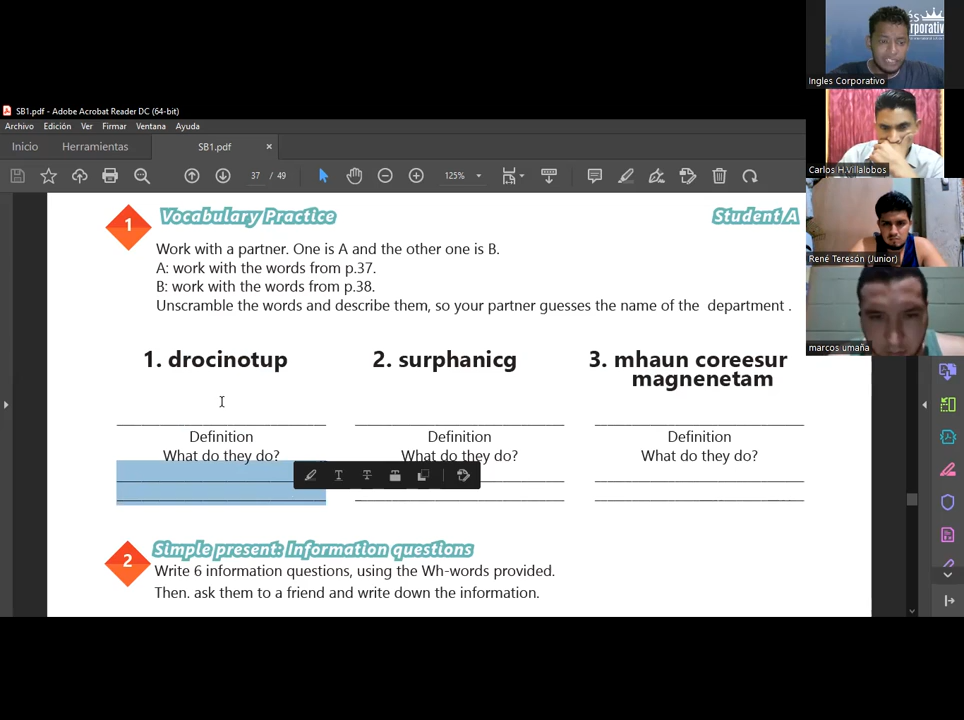 és
rporativo
Ingles Corporativo
SB1.pdf - Adobe Acrobat Reader DC (64-bit)
Archivo Edición Ver Firmar Ventana Ayuda
Inicio Herramientas SB1.pdf ×
37 / 49 125%
Carlos H.Villalobos
René Teresón (Junior)
marcos umaña
1 Vocabulary Practice Student A
Work with a partner. One is A and the other one is B.
A: work with the words from p.37.
B: work with the words from p.38.
Unscramble the words and describe them, so your partner guesses the name of the department .
1. drocinotup 2. surphanicg 3. mhaun coreesur
magnenetam
Definition Definition Definition
What do they do? What do they do? What do they do?
2 Simple present: Information questions
Write 6 information questions, using the Wh-words provided.
Then. ask them to a friend and write down the information.